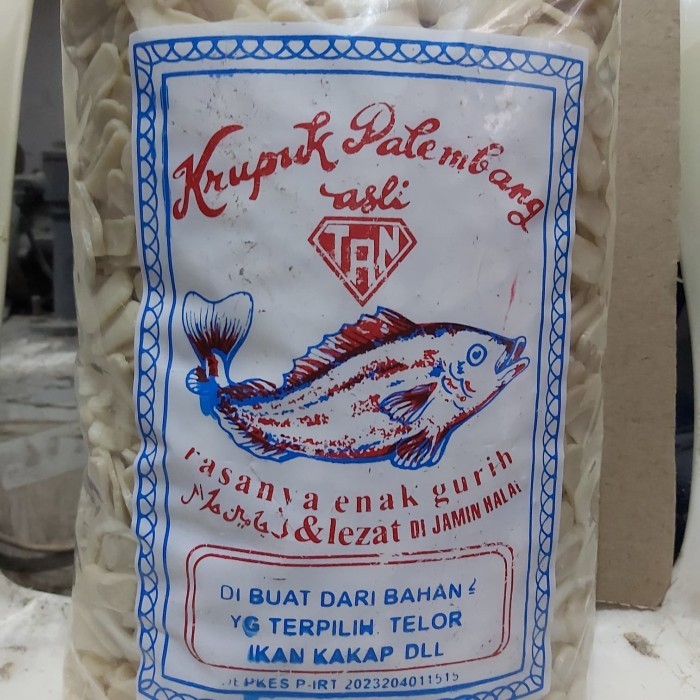 Krupuk Palembang
asli
TAN
rasanya enak gurih
&lezat DI JAMIN HALAL
DI BUAT DARI BAHAN²
YG TERPILIH. TELOR
IKAN KAKAP DLL
DEPKES P-IRT 2023204011515